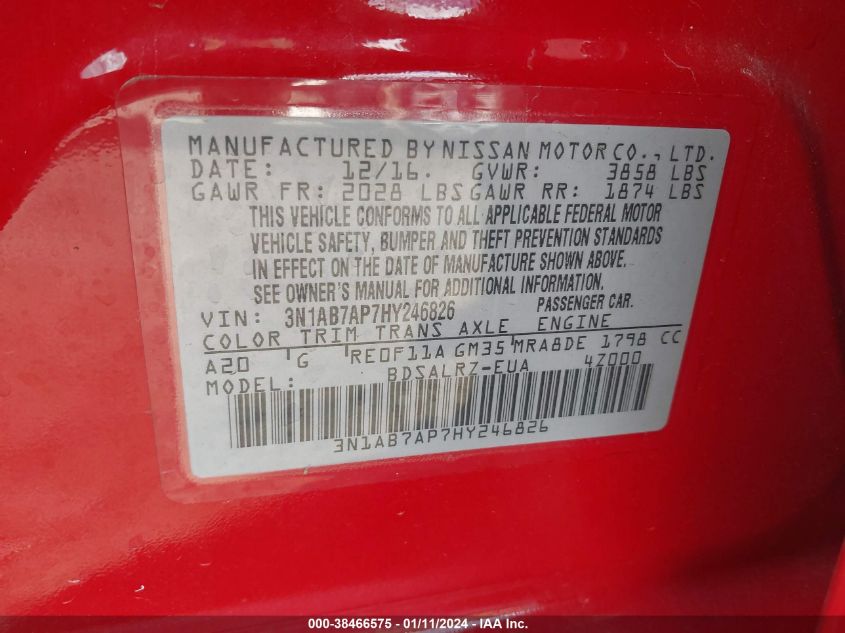 MANUFACTURED BY NISSAN MOTOR CO., LTD.
DATE: 12/16. GVWR: 3858 LBS
GAWR FR: 2028 LBS GAWR RR: 1874 LBS
THIS VEHICLE CONFORMS TO ALL APPLICABLE FEDERAL MOTOR
VEHICLE SAFETY, BUMPER AND THEFT PREVENTION STANDARDS
IN EFFECT ON THE DATE OF MANUFACTURE SHOWN ABOVE.
SEE OWNER'S MANUAL FOR ADDITIONAL INFORMATION
VIN: 3N1AB7AP7HY246826 PASSENGER CAR.
COLOR TRIM TRANS AXLE ENGINE
A20 G RE0F11A GM35 MRA8DE 1798 CC
MODEL: BDSALRZ-EUA 4Z000
3N1AB7AP7HY246826
000-38466575 - 01/11/2024 - IAA Inc.